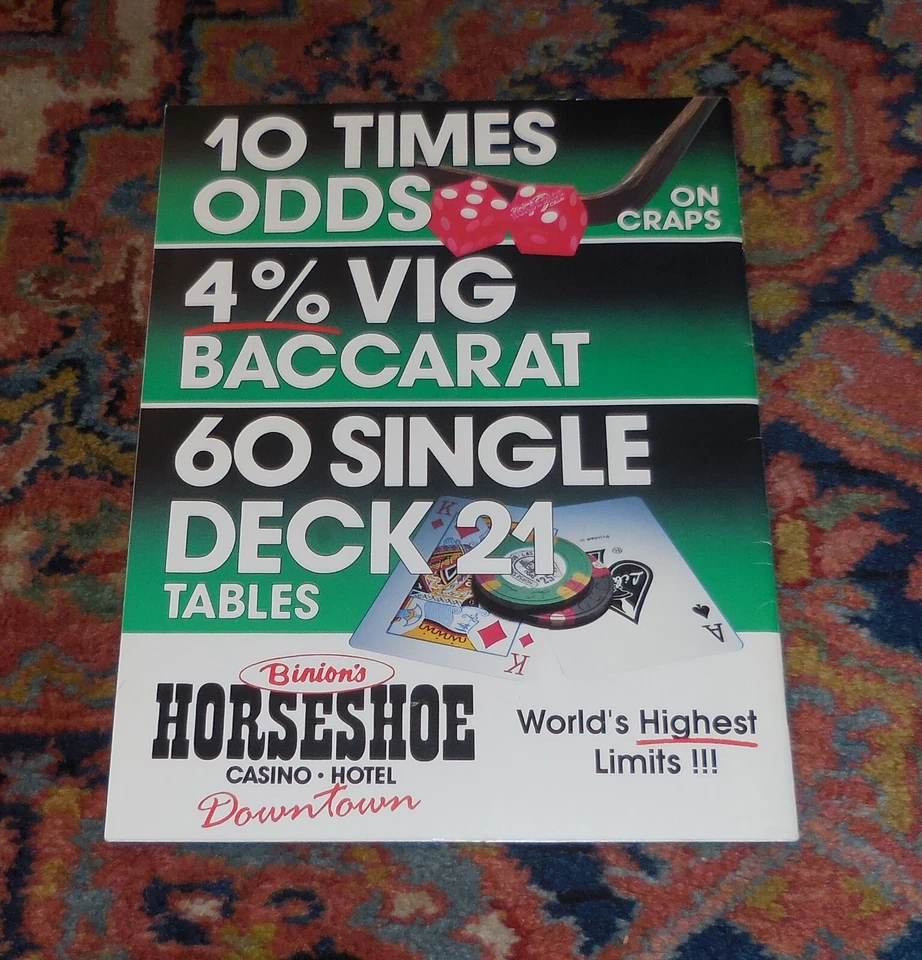 10 TIMES
ODDS
ON
CRAPS
4% VIG
BACCARAT
60 SINGLE
DECK 21
TABLES
K
$25
K
A
Binion's
HORSESHOE
CASINO • HOTEL
Downtown
World's Highest
Limits !!!